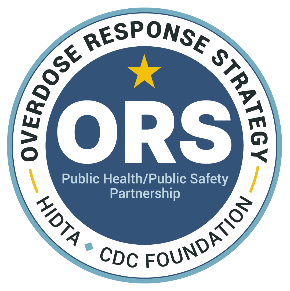 OVERDOSE RESPONSE STRATEGY
ORS
Public Health/Public Safety
Partnership
HIDTA CDC FOUNDATION